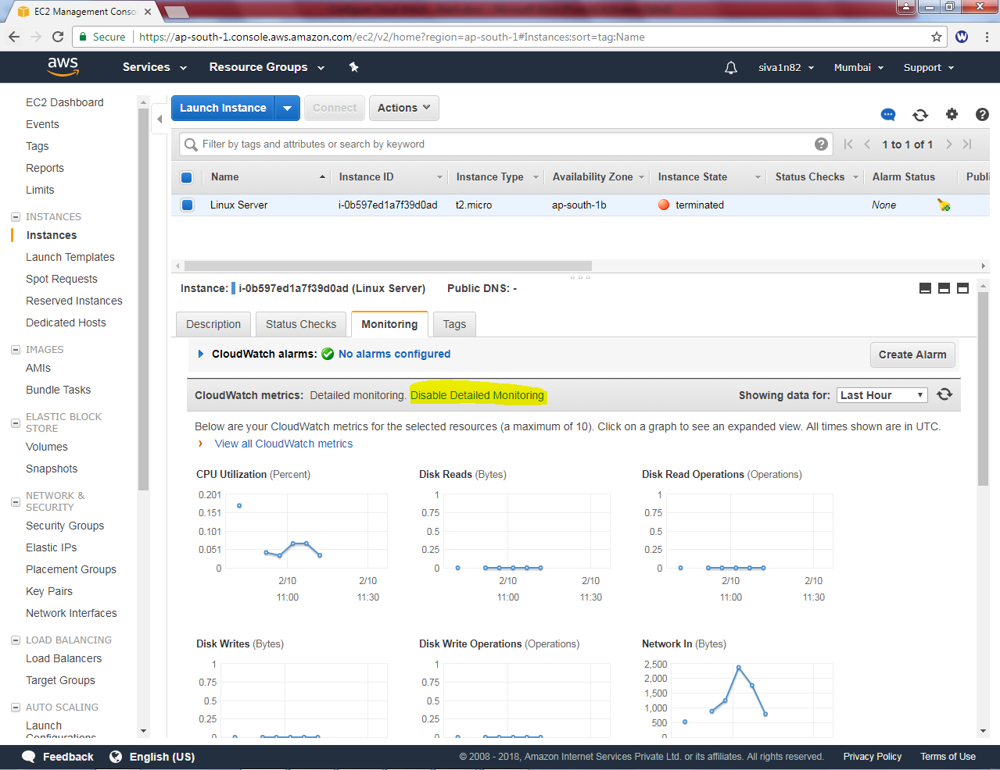 EC2 Management Conso
Secure
https://ap-south-1.console.aws.amazon.com/ec2/v2/home?region=ap-south-1#Instances:sort=tag:Name
W
aws
Services
Resource Groups
siva1n82
Mumbai
Support
EC2 Dashboard
Events
Tags
Reports
Limits
INSTANCES
Instances
Launch Templates
Spot Requests
Reserved Instances
Dedicated Hosts
IMAGES
AMIs
Bundle Tasks
ELASTIC BLOCK
STORE
Volumes
Snapshots
NETWORK &
SECURITY
Security Groups
Elastic IPs
Placement Groups
Key Pairs
Network Interfaces
LOAD BALANCING
Load Balancers
Target Groups
AUTO SCALING
Launch
Configurations
Launch Instance
Connect
Actions
Filter by tags and attributes or search by keyword
1 to 1 of 1
Name Instance ID Instance Type Availability Zone Instance State Status Checks Alarm Status Publi
Linux Server i-0b597ed1a7f39d0ad t2.micro ap-south-1b terminated None
Instance: i-0b597ed1a7f39d0ad (Linux Server) Public DNS: -
Description Status Checks Monitoring Tags
CloudWatch alarms: No alarms configured
Create Alarm
CloudWatch metrics: Detailed monitoring. Disable Detailed Monitoring
Showing data for: Last Hour
Below are your CloudWatch metrics for the selected resources (a maximum of 10). Click on a graph to see an expanded view. All times shown are in UTC.
View all CloudWatch metrics
CPU Utilization (Percent)
0.201
0.151
0.101
0.051
0
2/10 2/10
11:00 11:30
Disk Reads (Bytes)
1
0.75
0.5
0.25
0
2/10 2/10
11:00 11:30
Disk Read Operations (Operations)
1
0.75
0.5
0.25
0
2/10 2/10
11:00 11:30
Disk Writes (Bytes)
1
0.75
0.5
0.25
0
Disk Write Operations (Operations)
1
0.75
0.5
0.25
0
Network In (Bytes)
2,500
2,000
1,500
1,000
500
0
Feedback
English (US)
© 2008 - 2018, Amazon Internet Services Private Ltd. or its affiliates. All rights reserved.
Privacy Policy
Terms of Use